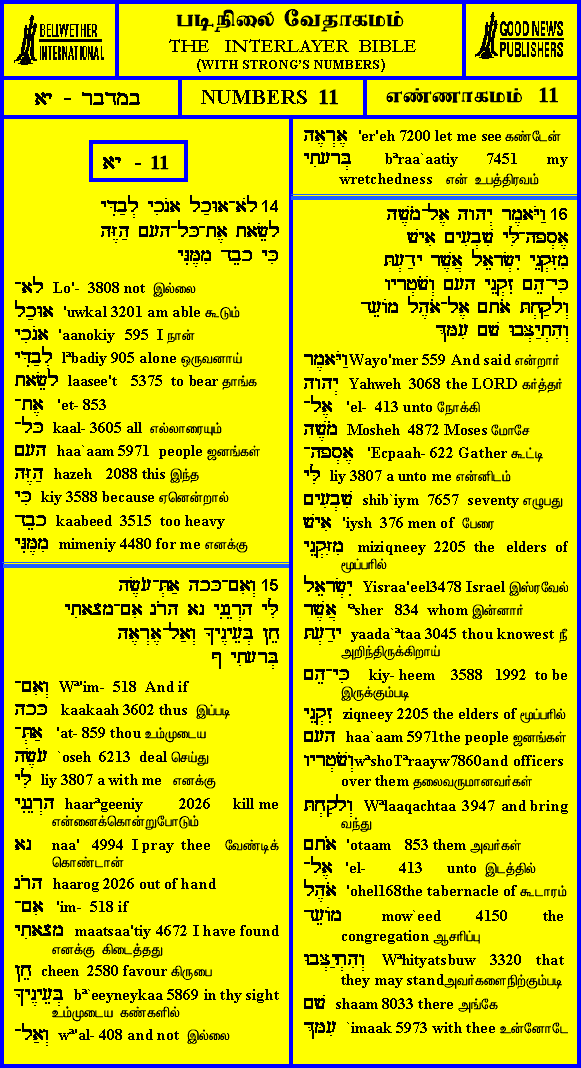 BELLWETHER
INTERNATIONAL
படிநிலை வேதாகமம்
THE INTERLAYER BIBLE
(WITH STRONG'S NUMBERS)
GOOD NEWS
PUBLISHERS
במדבר - יא
NUMBERS 11
எண்ணாகமம் 11
יא - 11
14 לֹא־אוּכַל אָנֹכִי לְבַדִּי
לָשֵׂאת אֶת־כָּל־הָעָם הַזֶּה
כִּי כָבֵד מִמֶּנִּי
לֹא־ Lo'- 3808 not இல்லை
אוּכַל 'uwkal 3201 am able கூடும்
אָנֹכִי 'aanokiy 595 I நான்
לְבַדִּי lªbadiy 905 alone ஒருவனாய்
לָשֵׂאת laasee't 5375 to bear தாங்க
אֶת־ 'et- 853
כָּל־ kaal- 3605 all எல்லாரையும்
הָעָם haa`aam 5971 people ஜனங்கள்
הַזֶּה hazeh 2088 this இந்த
כִּי kiy 3588 because ஏனென்றால்
כָבֵד kaabeed 3515 too heavy
מִמֶּנִּי mimeniy 4480 for me எனக்கு
15 וְאִם־כָּכָה אַתְּ־עֹשֶׂה
לִּי הָרְגֵנִי נָא הָרֹג אִם־מָצָאתִי
חֵן בְּעֵינֶיךָ וְאַל־אֶרְאֶה
בְּרָעָתִי ף
וְאִם־ Wª'im- 518 And if
כָּכָה kaakaah 3602 thus இப்படி
אַתְּ־ 'at- 859 thou உம்முடைய
עֹשֶׂה `oseh 6213 deal செய்து
לִּי liy 3807 a with me எனக்கு
הָרְגֵנִי haarªgeeniy 2026 kill me
என்னைக்கொன்றுபோடும்
נָא naa' 4994 I pray thee வேண்டிக்
கொண்டான்
הָרֹג haarog 2026 out of hand
אִם־ 'im- 518 if
מָצָאתִי maatsaa'tiy 4672 I have found
எனக்கு கிடைத்தது
חֵן cheen 2580 favour கிருபை
בְּעֵינֶיךָ bª`eeyneykaa 5869 in thy sight
உம்முடைய கண்களில்
וְאַל־ wª'al- 408 and not இல்லை
אֶרְאֶה 'er'eh 7200 let me see கண்டேன்
בְּרָעָתִי bªraa`aatiy 7451 my
wretchedness என் உபத்திரவம்
16 וַיֹּאמֶר יְהוָה אֶל־מֹשֶׁה
אֶסְפָה־לִּי שִׁבְעִים אִישׁ
מִזִּקְנֵי יִשְׂרָאֵל אֲשֶׁר יָדַעְתָּ
כִּי־הֵם זִקְנֵי הָעָם וְשֹׁטְרָיו
וְלָקַחְתָּ אֹתָם אֶל־אֹהֶל מוֹעֵד
וְהִתְיַצְּבוּ שָׁם עִמָּךְ
וַיֹּאמֶר Wayo'mer 559 And said என்றார்
יְהוָה Yahweh 3068 the LORD கர்த்தர்
אֶל־ 'el- 413 unto நோக்கி
מֹשֶׁה Mosheh 4872 Moses மோசே
אֶסְפָה־ 'Ecpaah- 622 Gather கூட்டி
לִּי liy 3807 a unto me என்னிடம்
שִׁבְעִים shib`iym 7657 seventy எழுபது
אִישׁ 'iysh 376 men of பேரை
מִזִּקְנֵי miziqneey 2205 the elders of
மூப்பரில்
יִשְׂרָאֵל Yisraa'eel3478 Israel இஸ்ரவேல்
אֲשֶׁר ªsher 834 whom இன்னார்
יָדַעְתָּ yaada`ªtaa 3045 thou knowest நீ
அறிந்திருக்கிறாய்
כִּי־הֵם kiy- heem 3588 1992 to be
இருக்கும்படி
זִקְנֵי ziqneey 2205 the elders of மூப்பரில்
הָעָם haa`aam 5971the people ஜனங்கள்
וְשֹׁטְרָיוwªshoTªraayw7860and officers
over them தலைவருமானவர்கள்
וְלָקַחְתָּ Wªlaaqachtaa 3947 and bring
வந்து
אֹתָם 'otaam 853 them அவர்கள்
אֶל־ 'el- 413 unto இடத்தில்
אֹהֶל 'ohel168the tabernacle of கூடாரம்
מוֹעֵד mow`eed 4150 the
congregation ஆசரிப்பு
וְהִתְיַצְּבוּ Wªhityatsbuw 3320 that
they may standஅவர்களைநிற்கும்படி
שָׁם shaam 8033 there அங்கே
עִמָּךְ `imaak 5973 with thee உன்னோடே